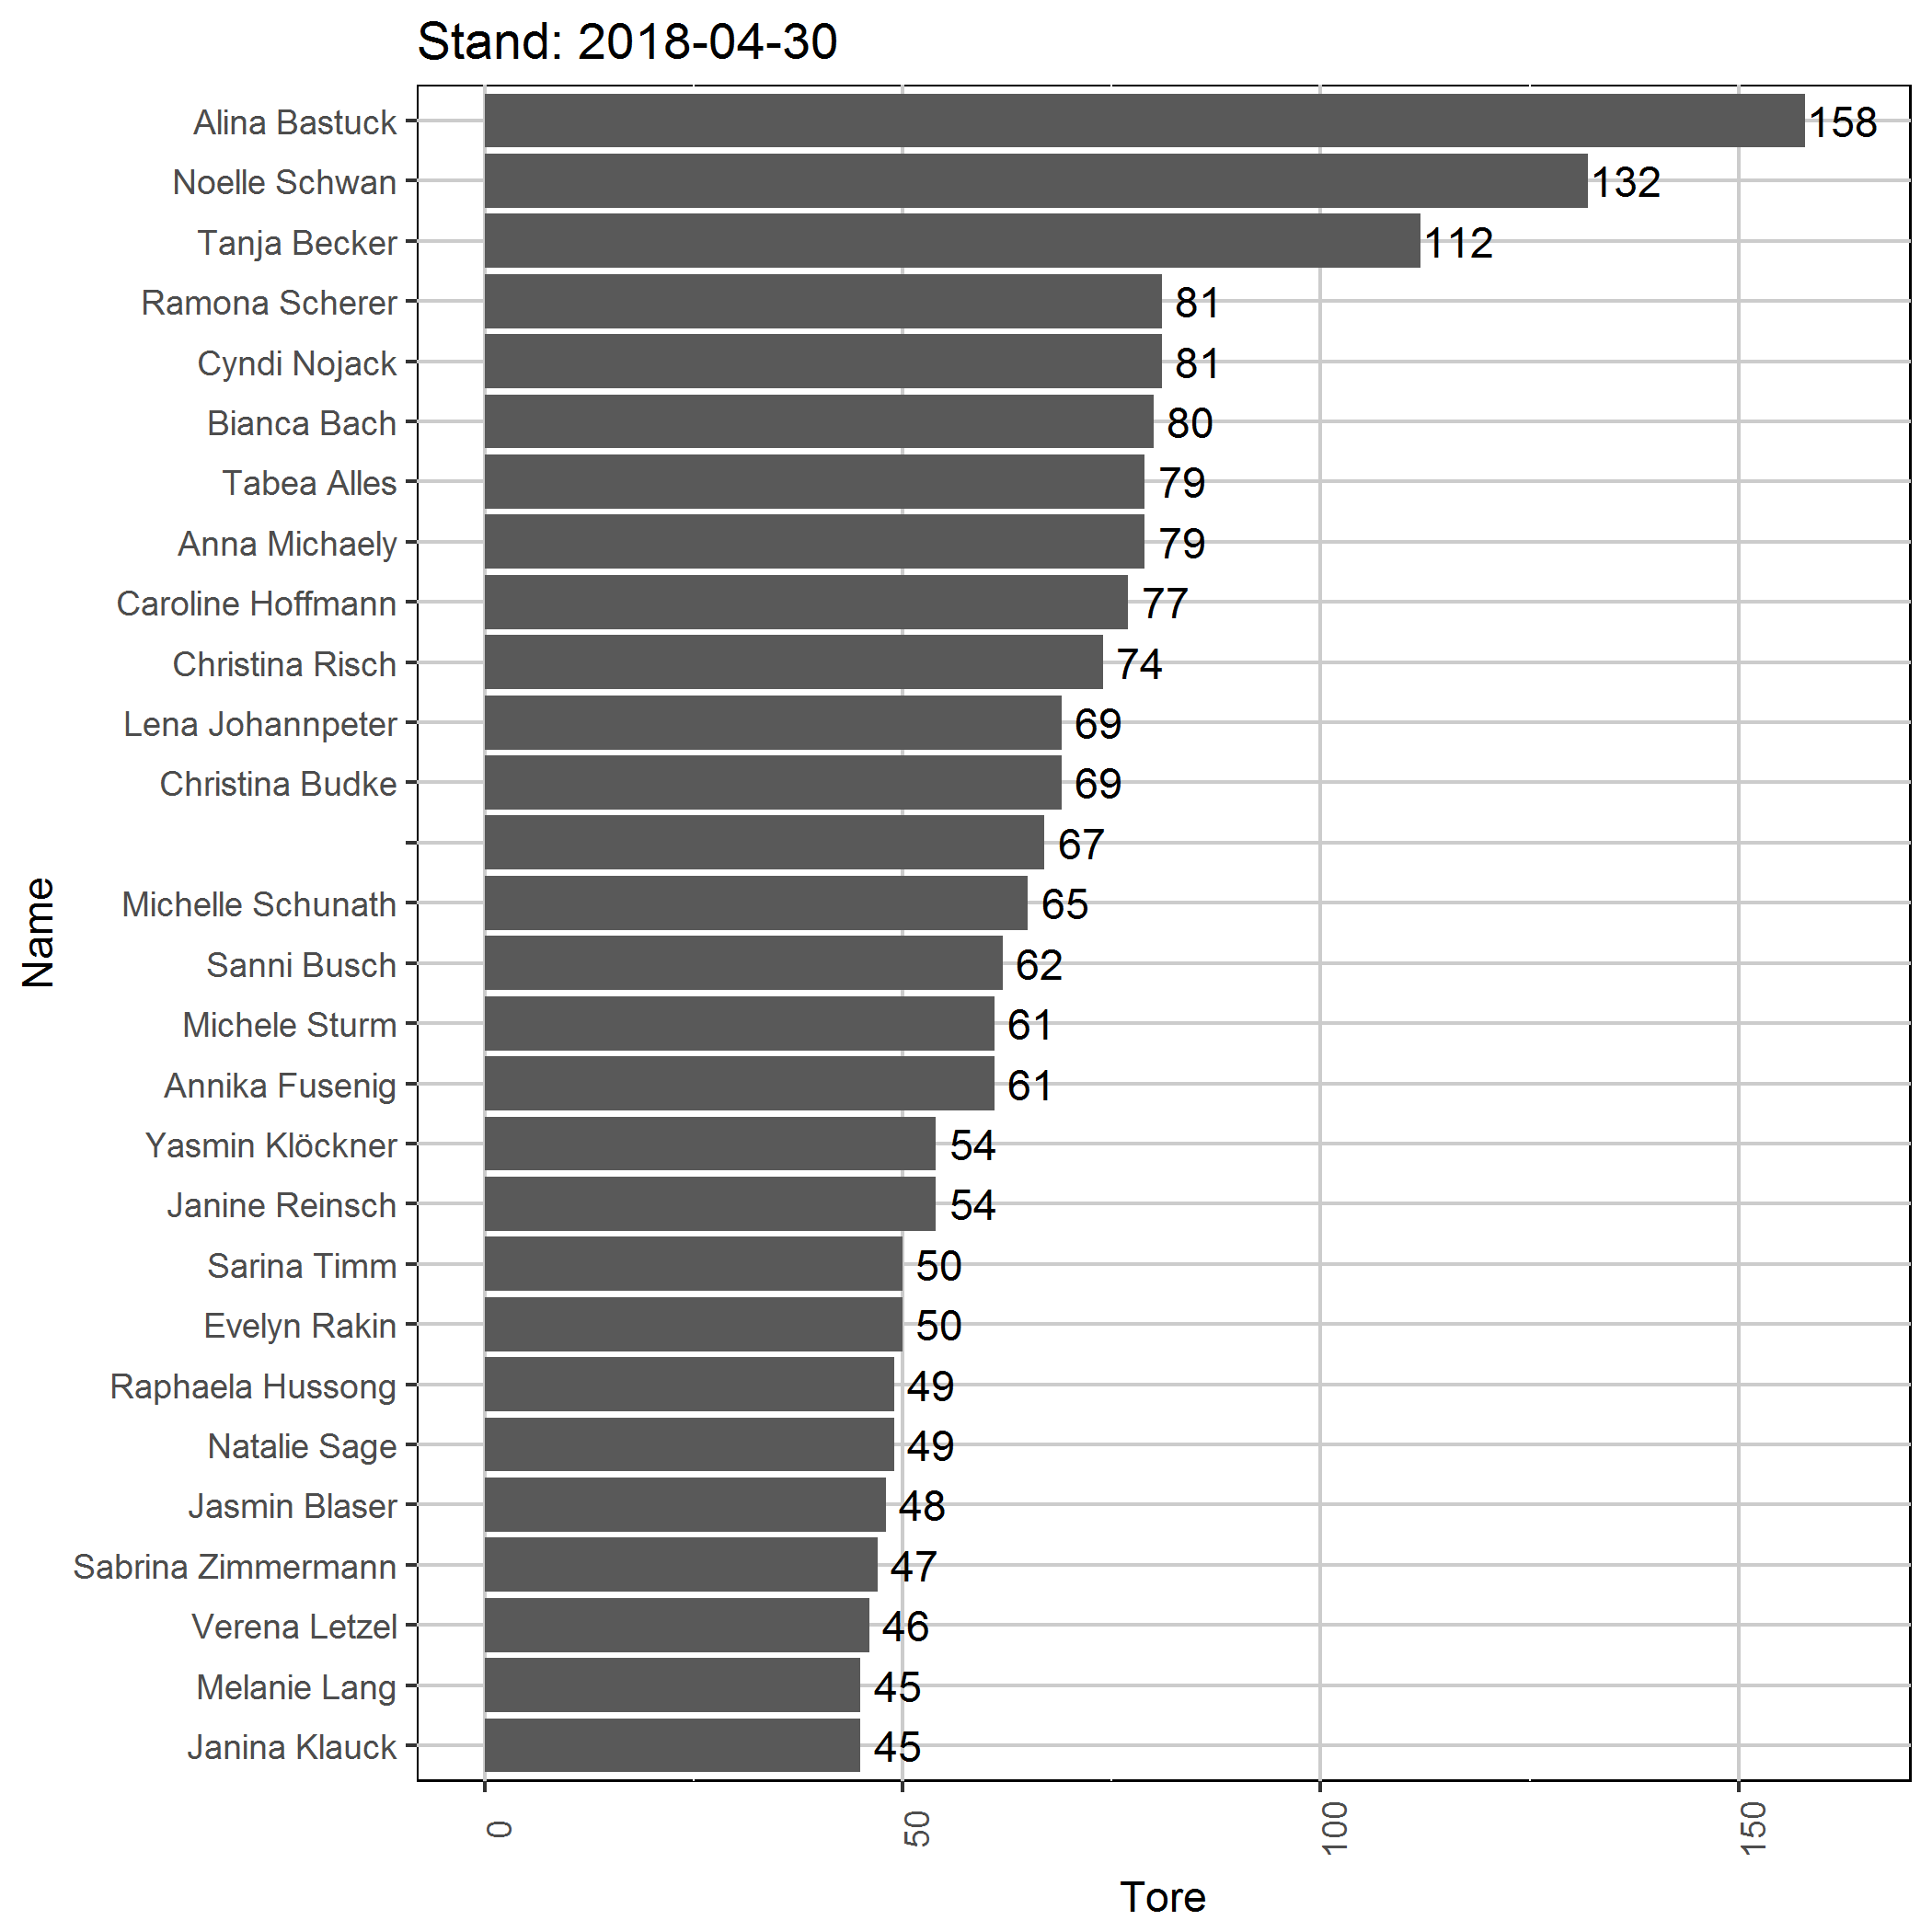 Stand: 2018-04-30
Alina Bastuck 158
Noelle Schwan 132
Tanja Becker 112
Ramona Scherer 81
Cyndi Nojack 81
Bianca Bach 80
Tabea Alles 79
Anna Michaely 79
Caroline Hoffmann 77
Christina Risch 74
Lena Johannpeter 69
Christina Budke 69
67
Michelle Schunath 65
Sanni Busch 62
Michele Sturm 61
Annika Fusenig 61
Yasmin Klöckner 54
Janine Reinsch 54
Sarina Timm 50
Evelyn Rakin 50
Raphaela Hussong 49
Natalie Sage 49
Jasmin Blaser 48
Sabrina Zimmermann 47
Verena Letzel 46
Melanie Lang 45
Janina Klauck 45
Name
0 50 100 150
Tore